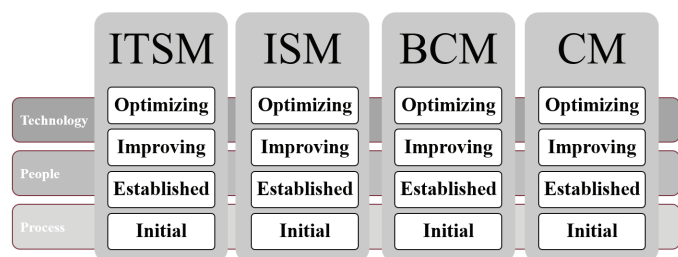 ITSM ISM BCM CM
Optimizing Optimizing Optimizing Optimizing
Technology
Improving Improving Improving Improving
People
Established Established Established Established
Process
Initial Initial Initial Initial